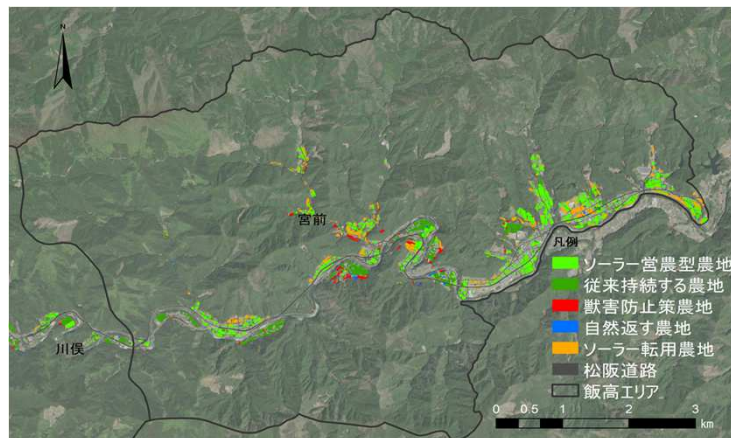 N
宮前
川俣
凡例
ソーラー営農型農地
従来持続する農地
獣害防止策農地
自然返す農地
ソーラー転用農地
松阪道路
飯高エリア
0 0.5 1 2 3
km